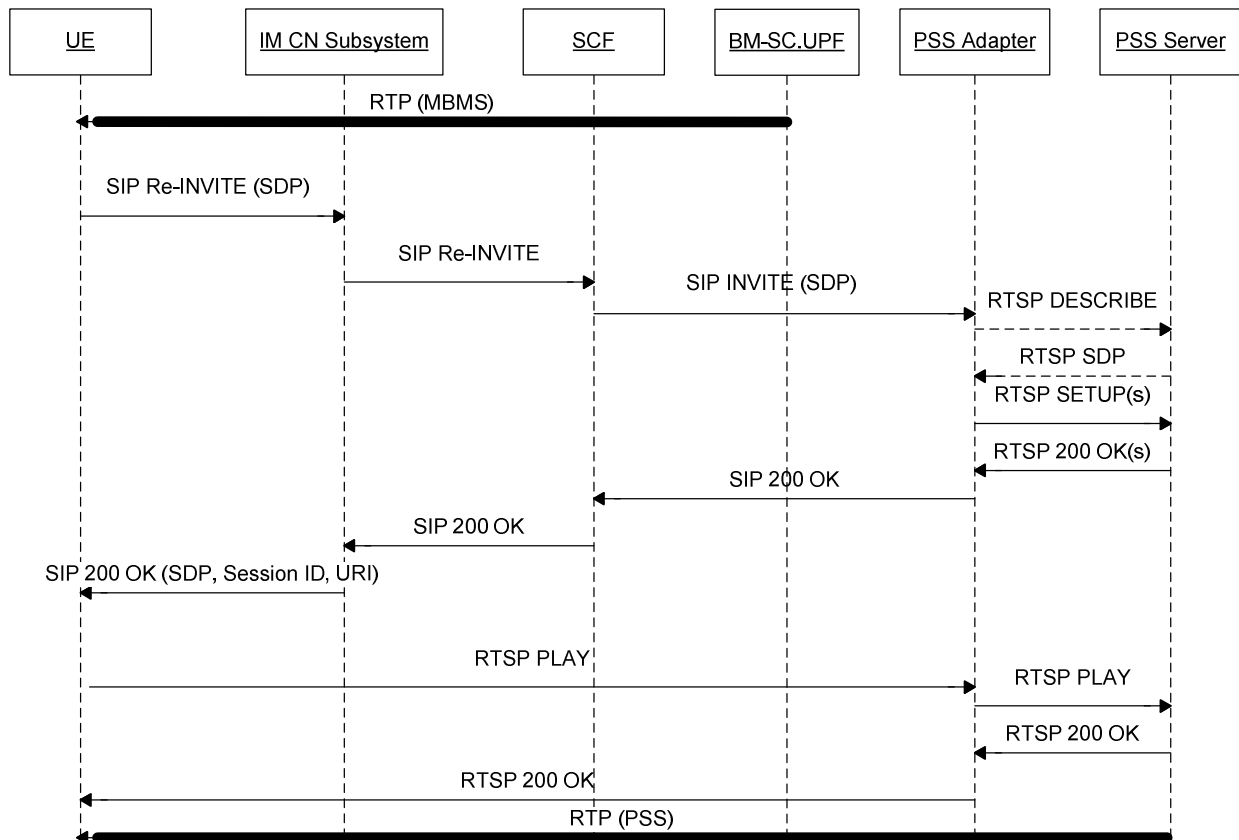 UE
IM CN Subsystem
SCF
BM-SC.UPF
PSS Adapter
PSS Server
RTP (MBMS)
SIP Re-INVITE (SDP)
SIP Re-INVITE
SIP INVITE (SDP)
RTSP DESCRIBE
RTSP SDP
RTSP SETUP(s)
RTSP 200 OK(s)
SIP 200 OK
SIP 200 OK
SIP 200 OK (SDP, Session ID, URI)
RTSP PLAY
RTSP PLAY
RTSP 200 OK
RTSP 200 OK
RTP (PSS)